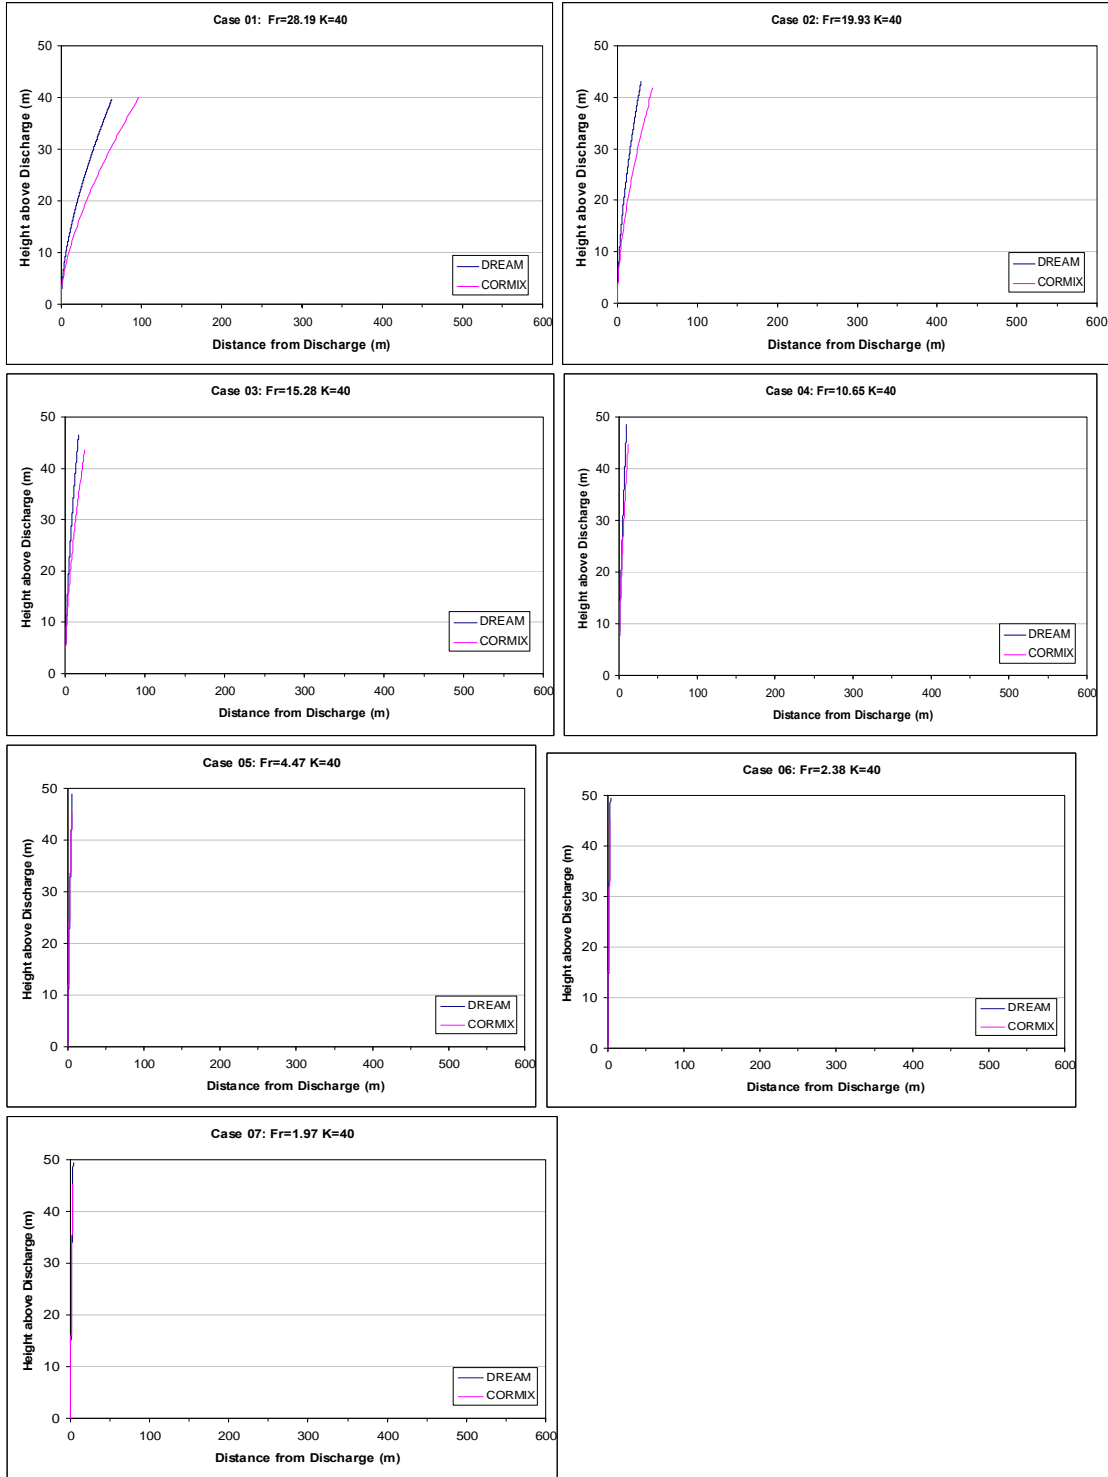 Case 01:  Fr=28.19 K=40
Height above Discharge (m)
50
40
30
20
10
0
0 100 200 300 400 500 600
Distance from Discharge (m)
DREAM
CORMIX
Case 02: Fr=19.93 K=40
Height above Discharge (m)
50
40
30
20
10
0
0 100 200 300 400 500 600
Distance from Discharge (m)
DREAM
CORMIX
Case 03: Fr=15.28 K=40
Height above Discharge (m)
50
40
30
20
10
0
0 100 200 300 400 500 600
Distance from Discharge (m)
DREAM
CORMIX
Case 04: Fr=10.65 K=40
Height above Discharge (m)
50
40
30
20
10
0
0 100 200 300 400 500 600
Distance from Discharge (m)
DREAM
CORMIX
Case 05: Fr=4.47 K=40
Height above Discharge (m)
50
40
30
20
10
0
0 100 200 300 400 500 600
Distance from Discharge (m)
DREAM
CORMIX
Case 06: Fr=2.38 K=40
Height above Discharge (m)
50
40
30
20
10
0
0 100 200 300 400 500 600
Distance from Discharge (m)
DREAM
CORMIX
Case 07: Fr=1.97 K=40
Height above Discharge (m)
50
40
30
20
10
0
0 100 200 300 400 500 600
Distance from Discharge (m)
DREAM
CORMIX